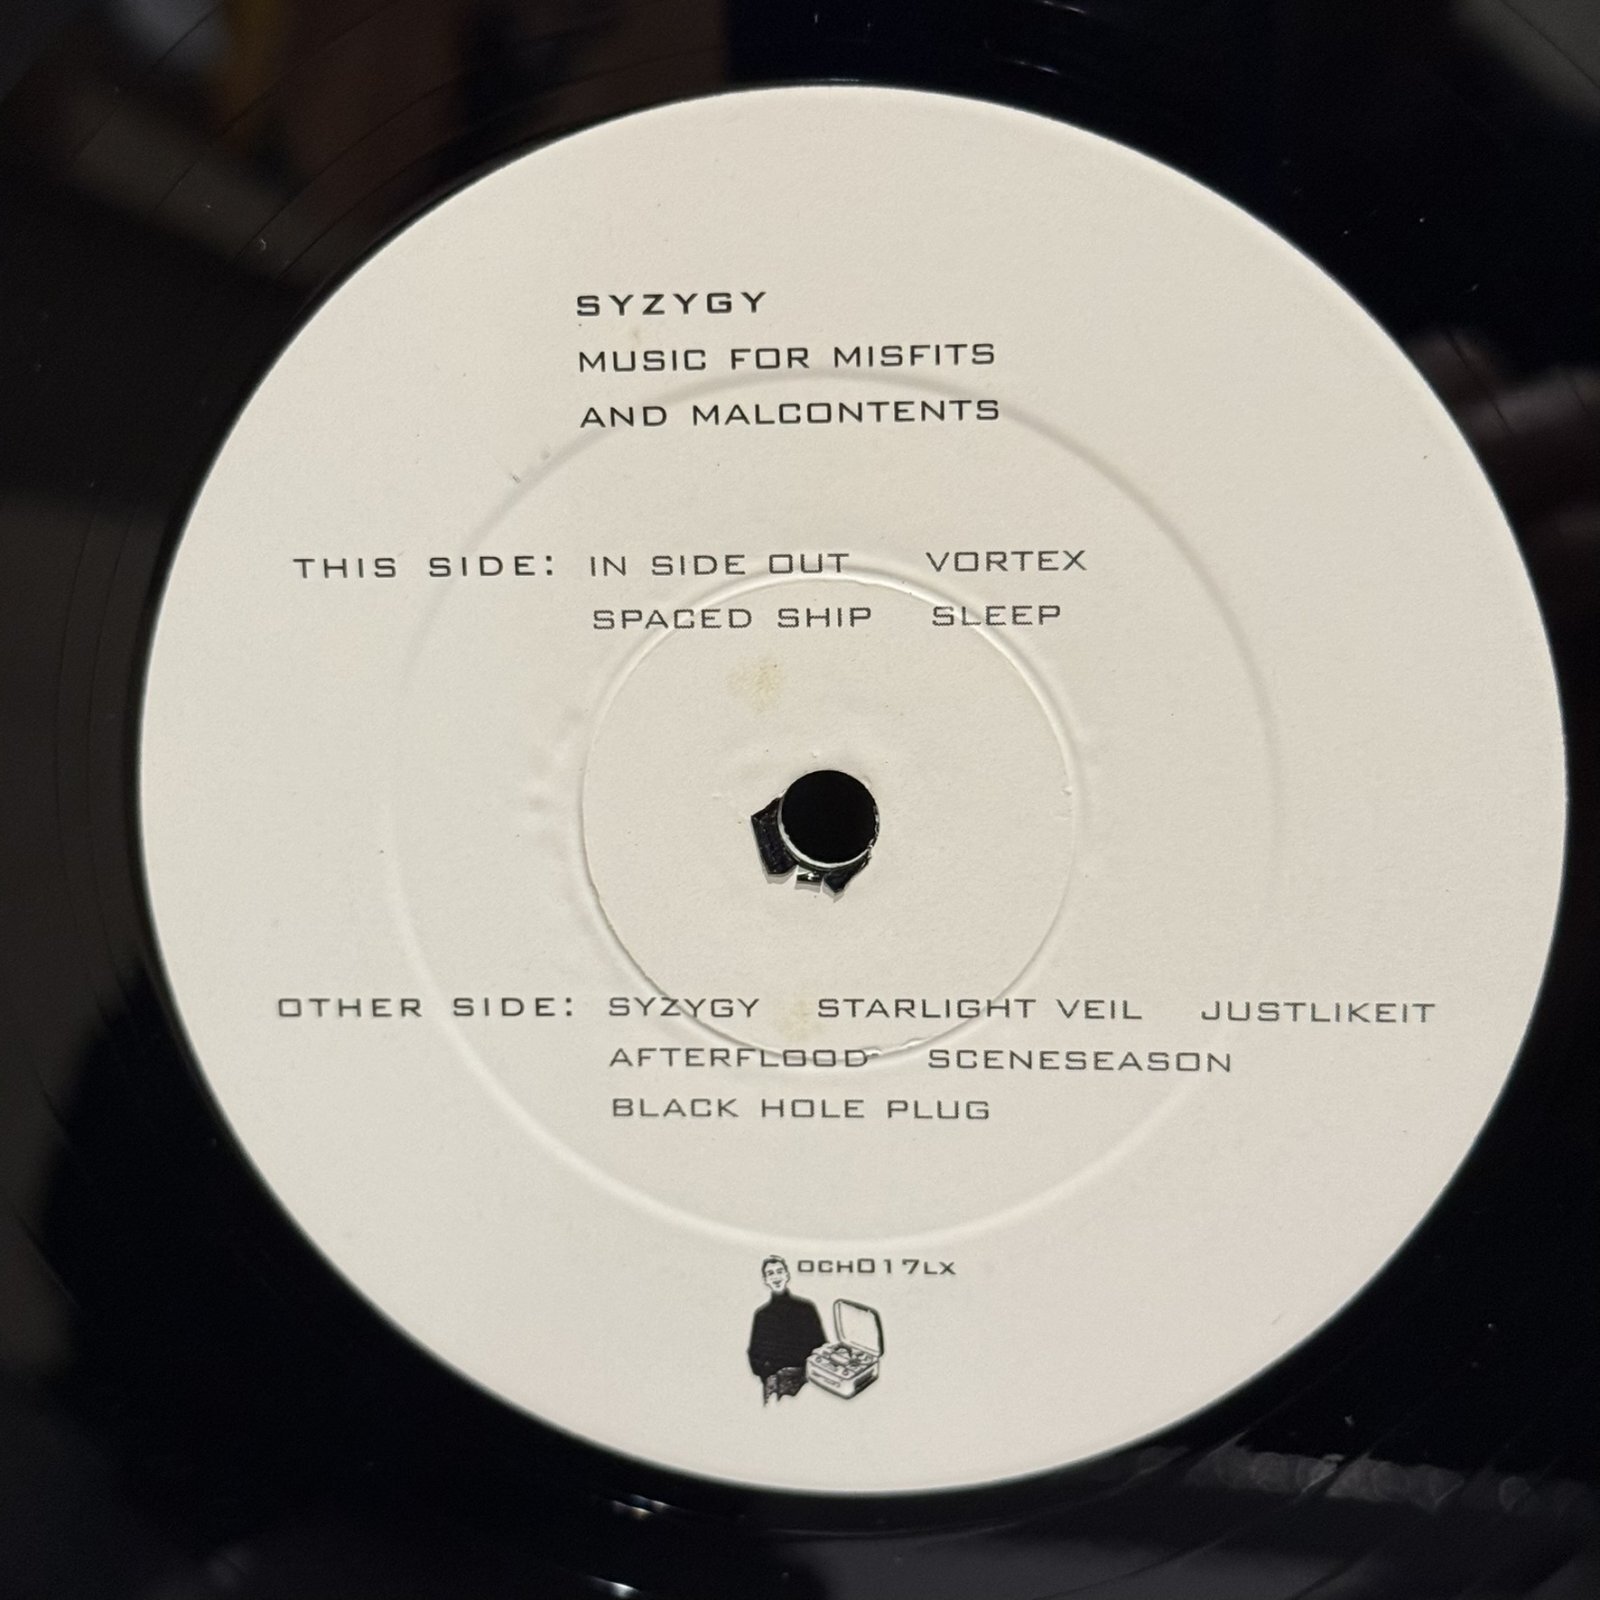 SYZYGY
MUSIC FOR MISFITS
AND MALCONTENTS
THIS SIDE: IN SIDE OUT VORTEX
SPACED SHIP SLEEP
OTHER SIDE: SYZYGY STARLIGHT VEIL JUSTLIKEIT
AFTERFLOOD SCENESEASON
BLACK HOLE PLUG
OCH017LX